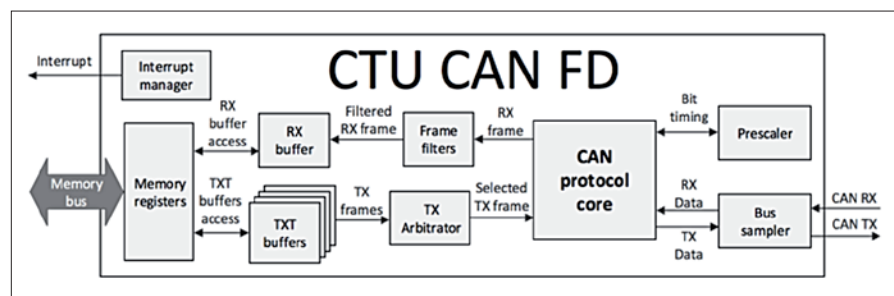 CTU CAN FD
Interrupt
Interrupt
manager
Memory
bus
Memory
registers
RX
buffer
access
RX
buffer
Filtered
RX frame
Frame
filters
RX
frame
CAN
protocol
core
Bit
timing
Prescaler
TXT
buffers
access
TXT
buffers
TX
frames
TX
Arbitrator
Selected
TX frame
RX
Data
TX
Data
Bus
sampler
CAN RX
CAN TX